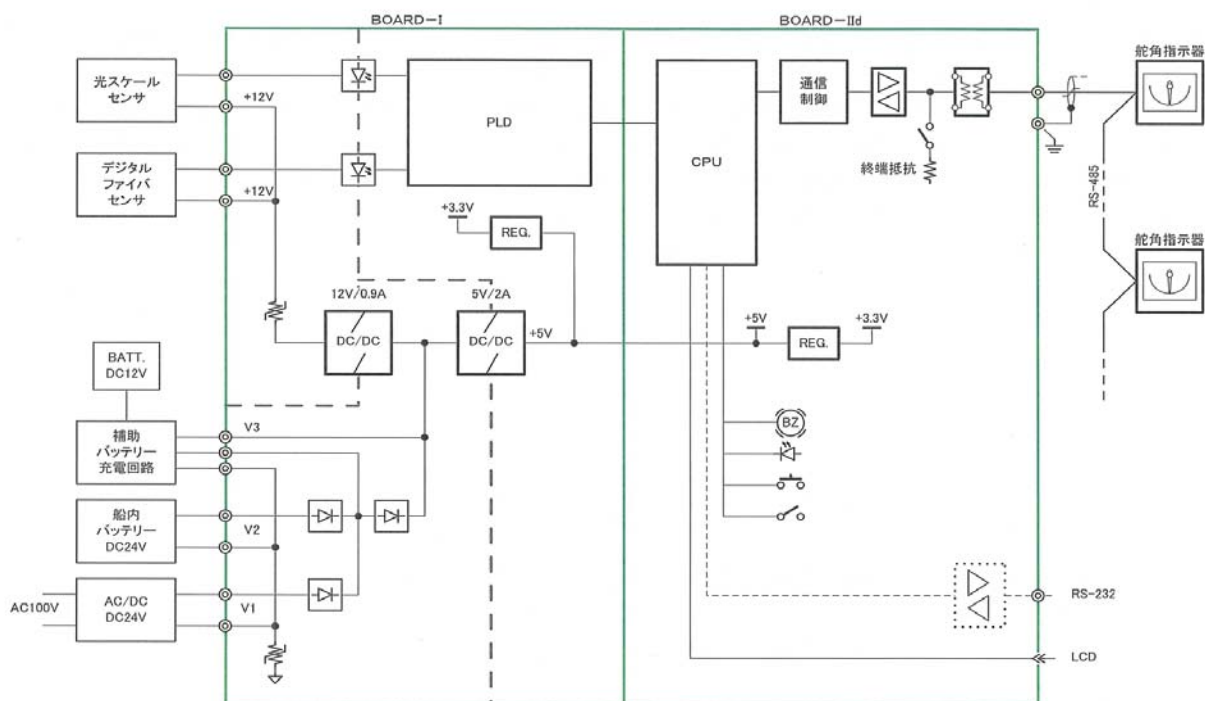 BOARD-I
BOARD-IId
光スケール
センサ
+12V
デジタル
ファイバ
センサ
+12V
PLD
CPU
通信
制御
終端抵抗
舵角指示器
RS-485
舵角指示器
+3.3V
REG.
12V/0.9A
DC/DC
5V/2A
DC/DC
+5V
+5V
REG.
+3.3V
BATT.
DC12V
補助
バッテリー
充電回路
V3
船内
バッテリー
DC24V
V2
AC100V
AC/DC
DC24V
V1
BZ
RS-232
LCD